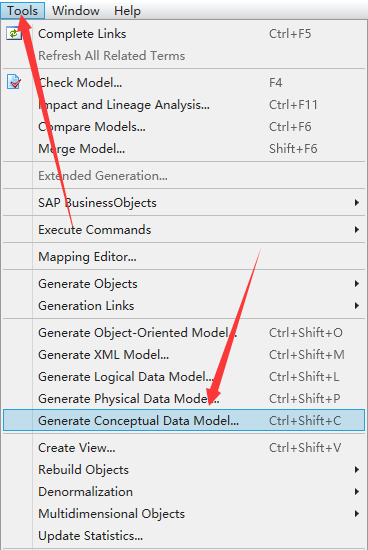 Tools Window Help
Complete Links Ctrl+F5
Refresh All Related Terms
Check Model... F4
Impact and Lineage Analysis... Ctrl+F11
Compare Models... Ctrl+F6
Merge Model... Shift+F6
Extended Generation...
SAP BusinessObjects
Execute Commands
Mapping Editor...
Generate Objects
Generation Links
Generate Object-Oriented Model... Ctrl+Shift+O
Generate XML Model... Ctrl+Shift+M
Generate Logical Data Model... Ctrl+Shift+L
Generate Physical Data Model... Ctrl+Shift+P
Generate Conceptual Data Model... Ctrl+Shift+C
Create View... Ctrl+Shift+V
Rebuild Objects
Denormalization
Multidimensional Objects
Update Statistics...